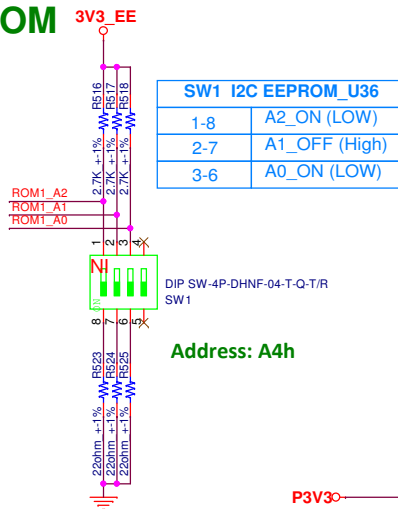 OM
3V3_EE
R516
R517
R518
2.7K +-1%
2.7K +-1%
2.7K +-1%
SW1 I2C EEPROM_U36
1-8 A2_ON (LOW)
2-7 A1_OFF (High)
3-6 A0_ON (LOW)
ROM1_A2
ROM1_A1
ROM1_A0
1
2
3
4
NI
ON
DIP SW-4P-DHNF-04-T-Q-T/R
SW1
8
7
6
5
R523
R524
R525
22ohm +-1%
22ohm +-1%
22ohm +-1%
Address: A4h
P3V3